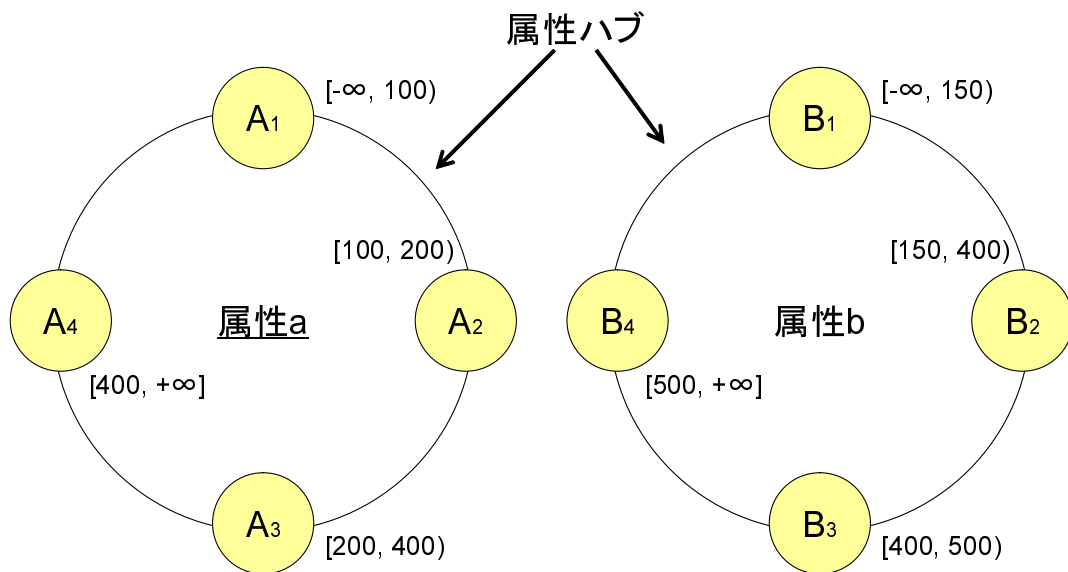 属性ハブ
A1
[-∞, 100)
[100, 200)
A2
A4
属性a
[400, +∞]
A3
[200, 400)
B1
[-∞, 150)
[150, 400)
B2
B4
属性b
[500, +∞]
B3
[400, 500)